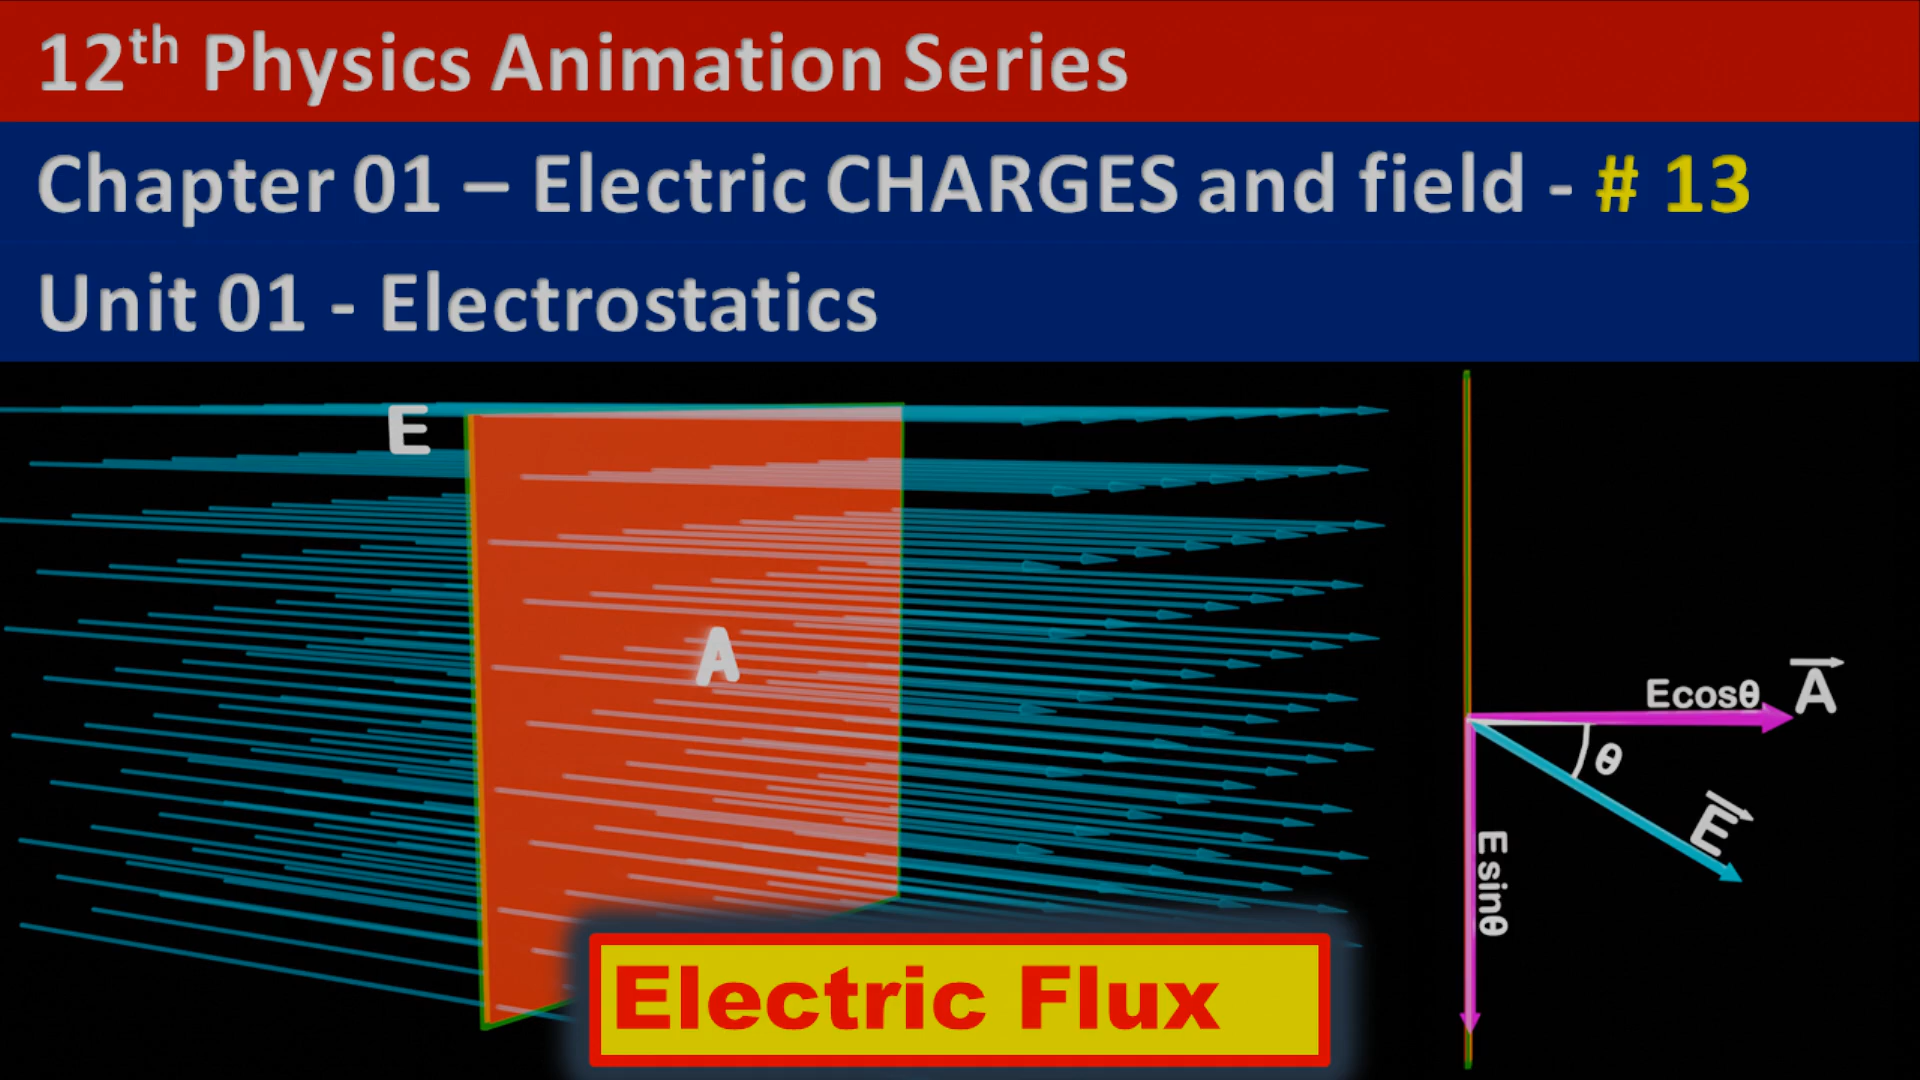 12th Physics Animation Series
Chapter 01 – Electric CHARGES and field - # 13
Unit 01 - Electrostatics
E
A
Ecosθ
A
θ
E
Esinθ
Electric Flux